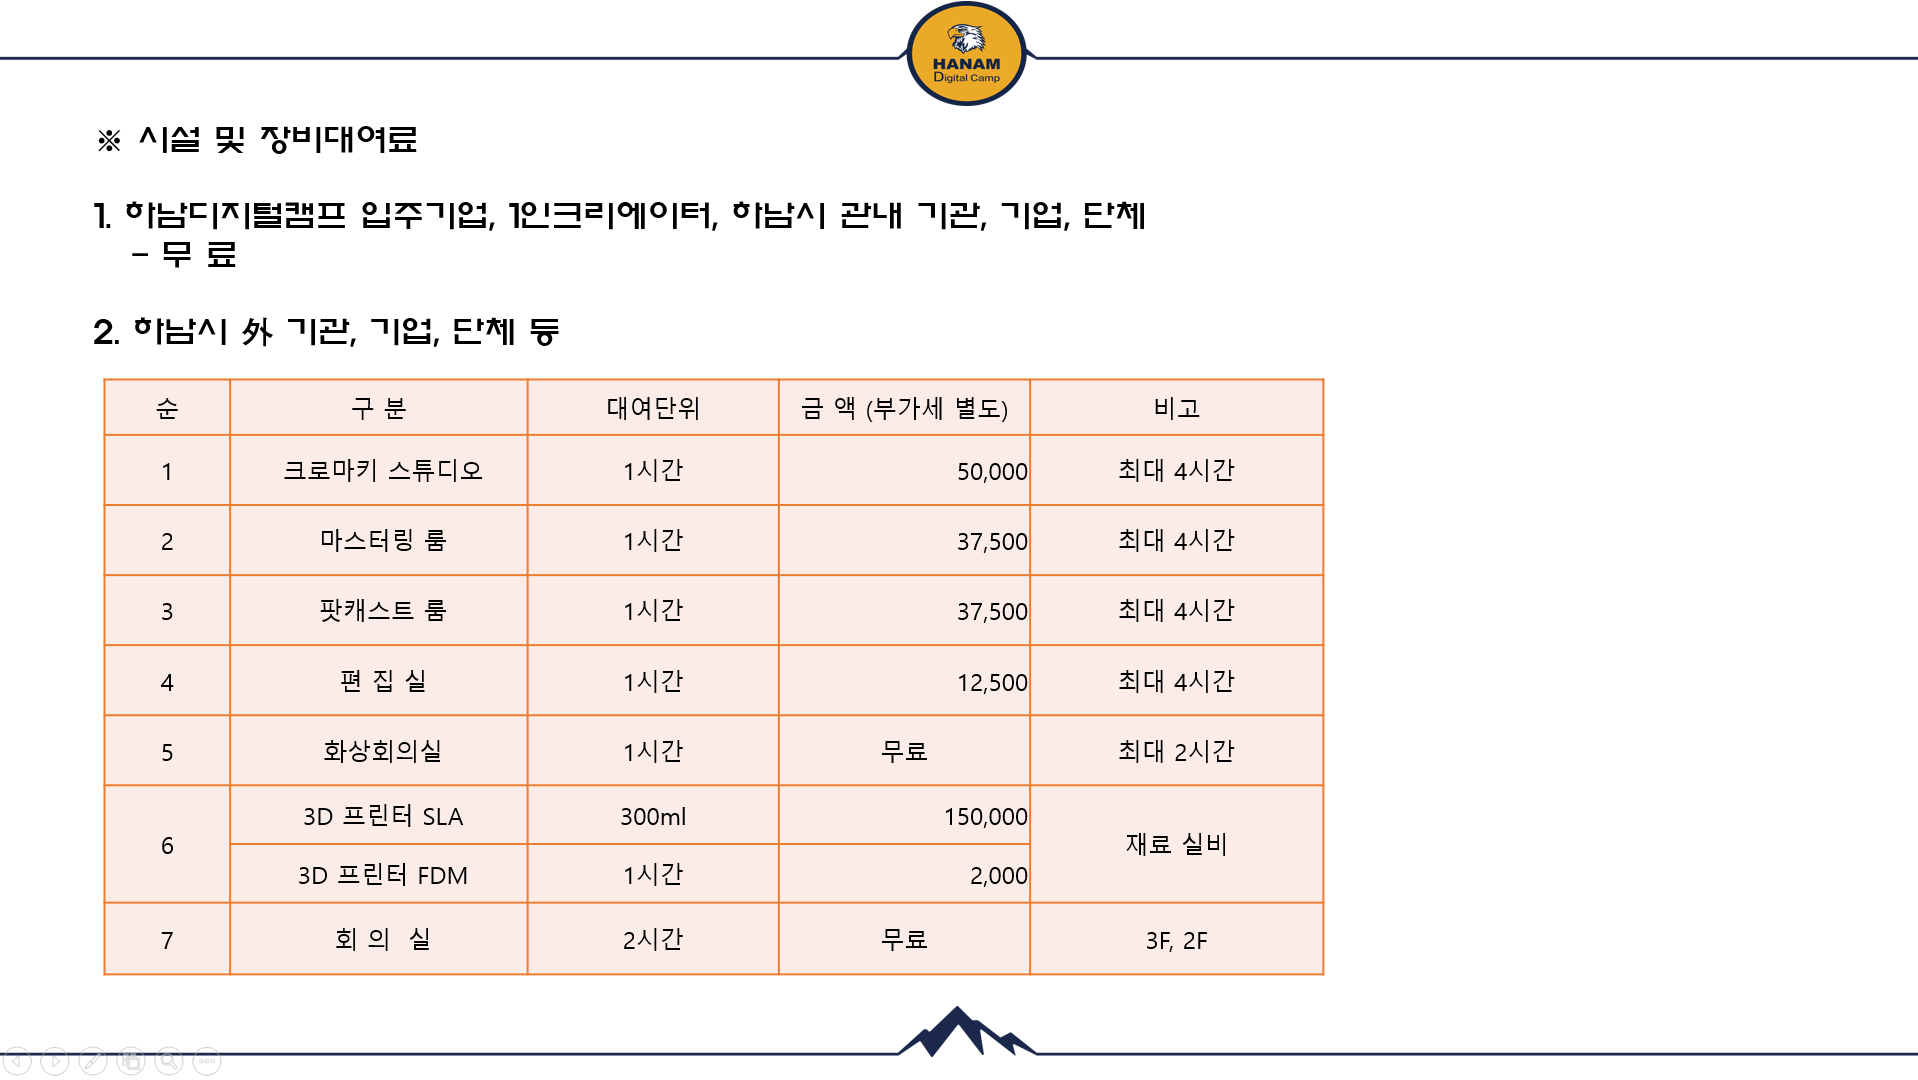 HANAM
Digital Camp
※ 시설 및 장비대여료
1. 하남디지털캠프 입주기업, 1인크리에이터, 하남시 관내 기관, 기업, 단체
- 무 료
2. 하남시 外 기관, 기업, 단체 등
순 구 분 대여단위 금 액 (부가세 별도) 비고
1 크로마키 스튜디오 1시간 50,000 최대 4시간
2 마스터링 룸 1시간 37,500 최대 4시간
3 팟캐스트 룸 1시간 37,500 최대 4시간
4 편 집 실 1시간 12,500 최대 4시간
5 화상회의실 1시간 무료 최대 2시간
6 3D 프린터 SLA 300ml 150,000 재료 실비
3D 프린터 FDM 1시간 2,000
7 회 의 실 2시간 무료 3F, 2F